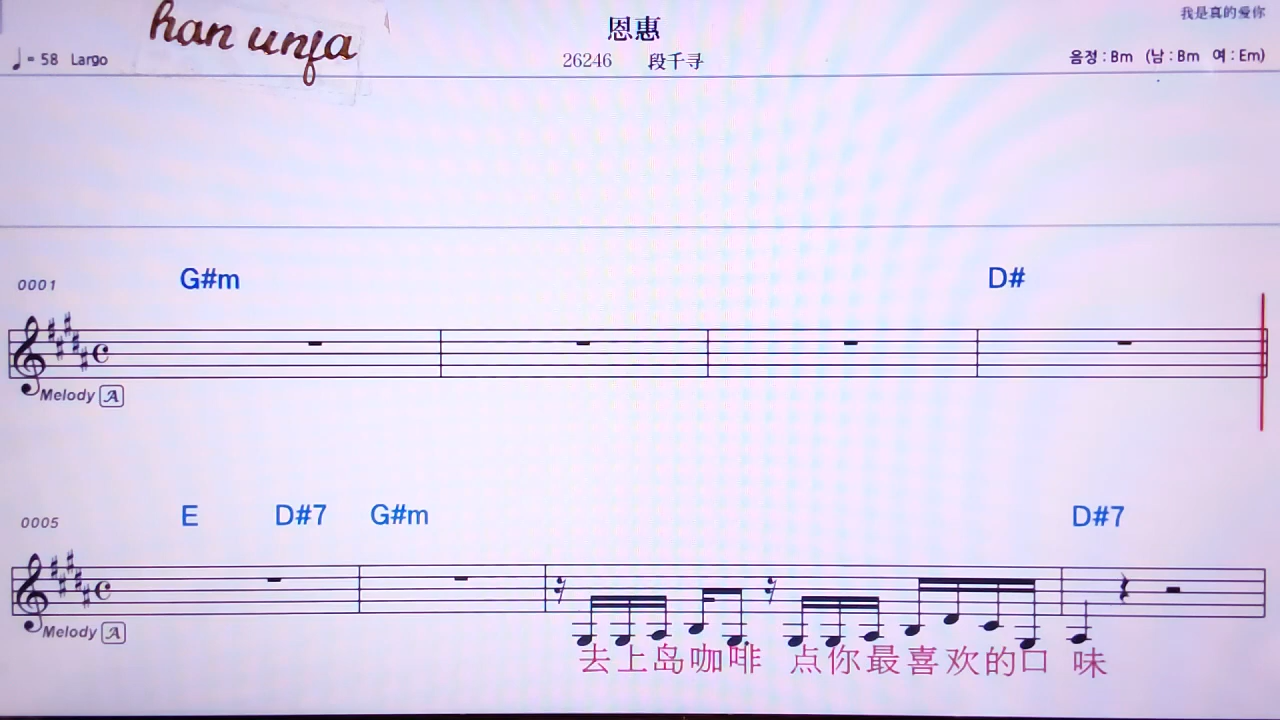 han unja
恩惠
我是真的爱你
♩= 58 Largo
26246 段千寻
음정 : Bm (남 : Bm 여 : Em)
0001
G#m D#
Melody A
0005
E D#7 G#m D#7
Melody A
去上岛咖啡 点你最喜欢的口 味